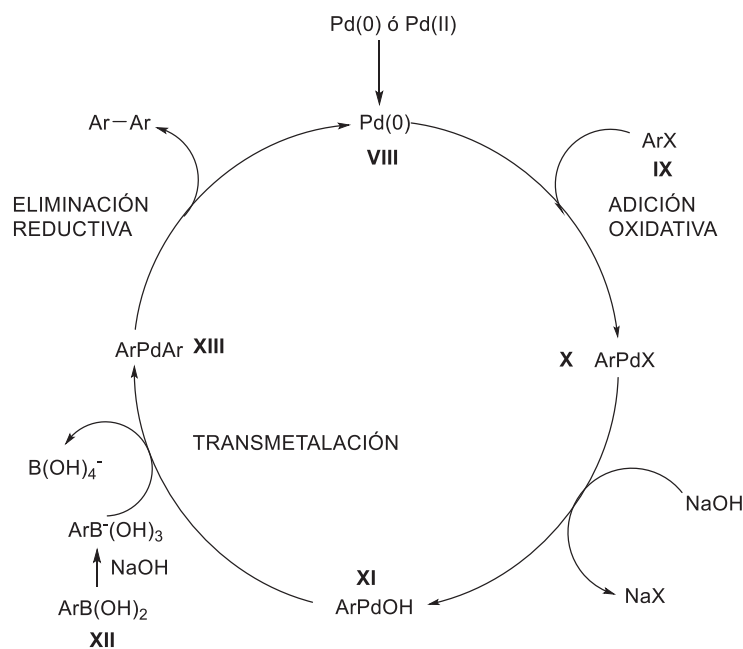 Pd(0) ó Pd(II)
Ar–Ar
Pd(0)
VIII
ArX
IX
ELIMINACIÓN
REDUCTIVA
ADICIÓN
OXIDATIVA
ArPdAr XIII
X ArPdX
TRANSMETALACIÓN
B(OH)₄⁻
NaOH
ArB⁻(OH)₃
NaOH
XI
ArPdOH
NaX
ArB(OH)₂
XII